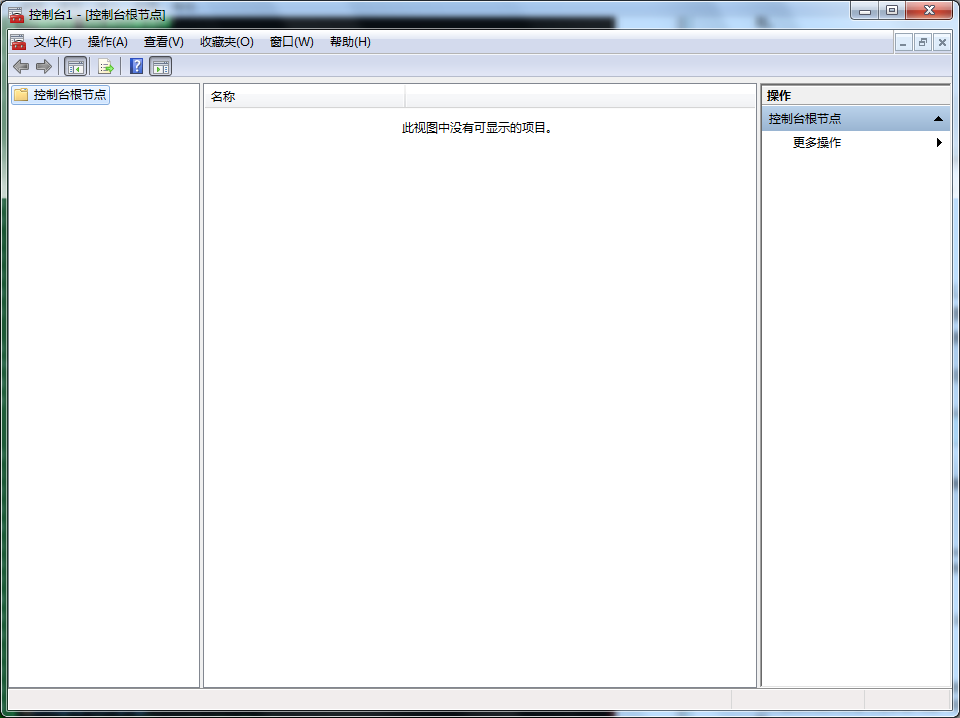 控制台1 - [控制台根节点]
文件(F) 操作(A) 查看(V) 收藏夹(O) 窗口(W) 帮助(H)
控制台根节点
名称
此视图中没有可显示的项目。
操作
控制台根节点
更多操作